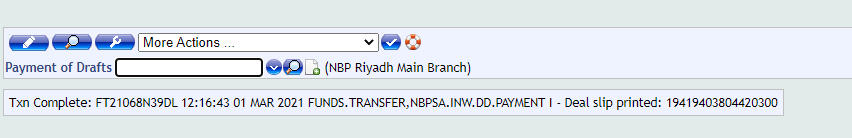 More Actions ...
Payment of Drafts (NBP Riyadh Main Branch)
Txn Complete: FT21068N39DL 12:16:43 01 MAR 2021 FUNDS.TRANSFER,NBPSA.INW.DD.PAYMENT I - Deal slip printed: 19419403804420300